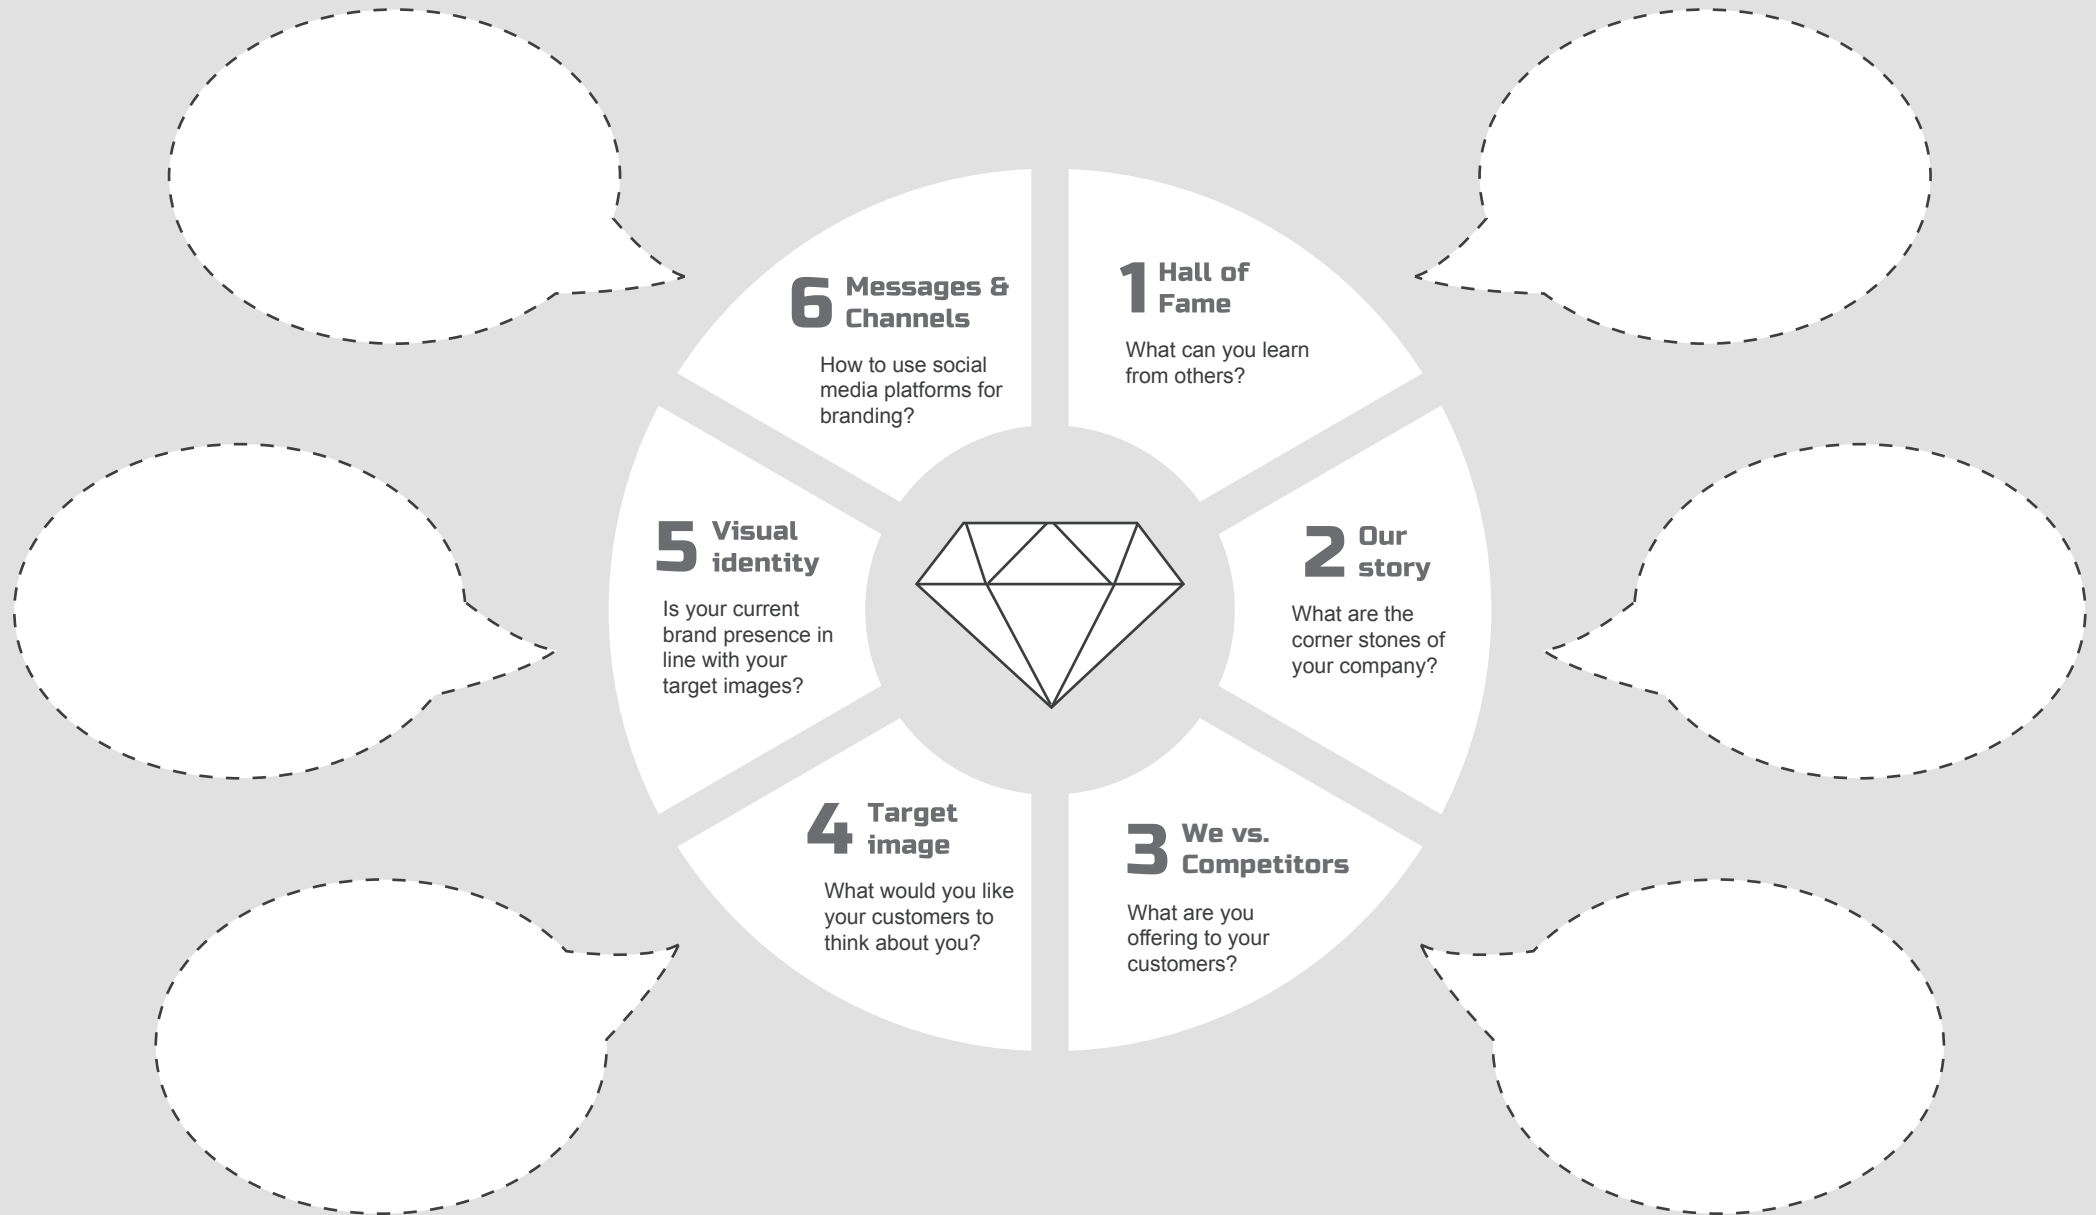 1
Hall of
Fame
What can you learn
from others?
2
Our
story
What are the
corner stones of
your company?
3
We vs.
Competitors
What are you
offering to your
customers?
4
Target
image
What would you like
your customers to
think about you?
5
Visual
identity
Is your current
brand presence in
line with your
target images?
6
Messages &
Channels
How to use social
media platforms for
branding?